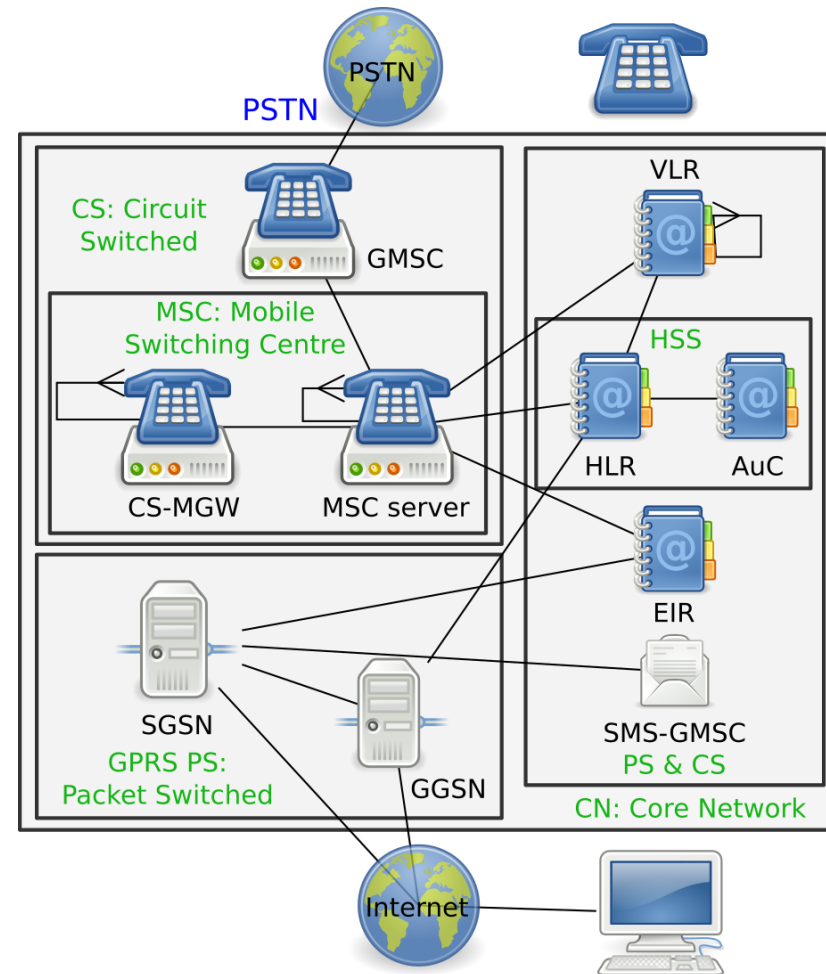 PSTN
PSTN
CS: Circuit
Switched
GMSC
VLR
MSC: Mobile
Switching Centre
HSS
CS-MGW
MSC server
HLR
AuC
EIR
SGSN
GPRS PS:
Packet Switched
GGSN
SMS-GMSC
PS & CS
CN: Core Network
Internet
@
@
@
@